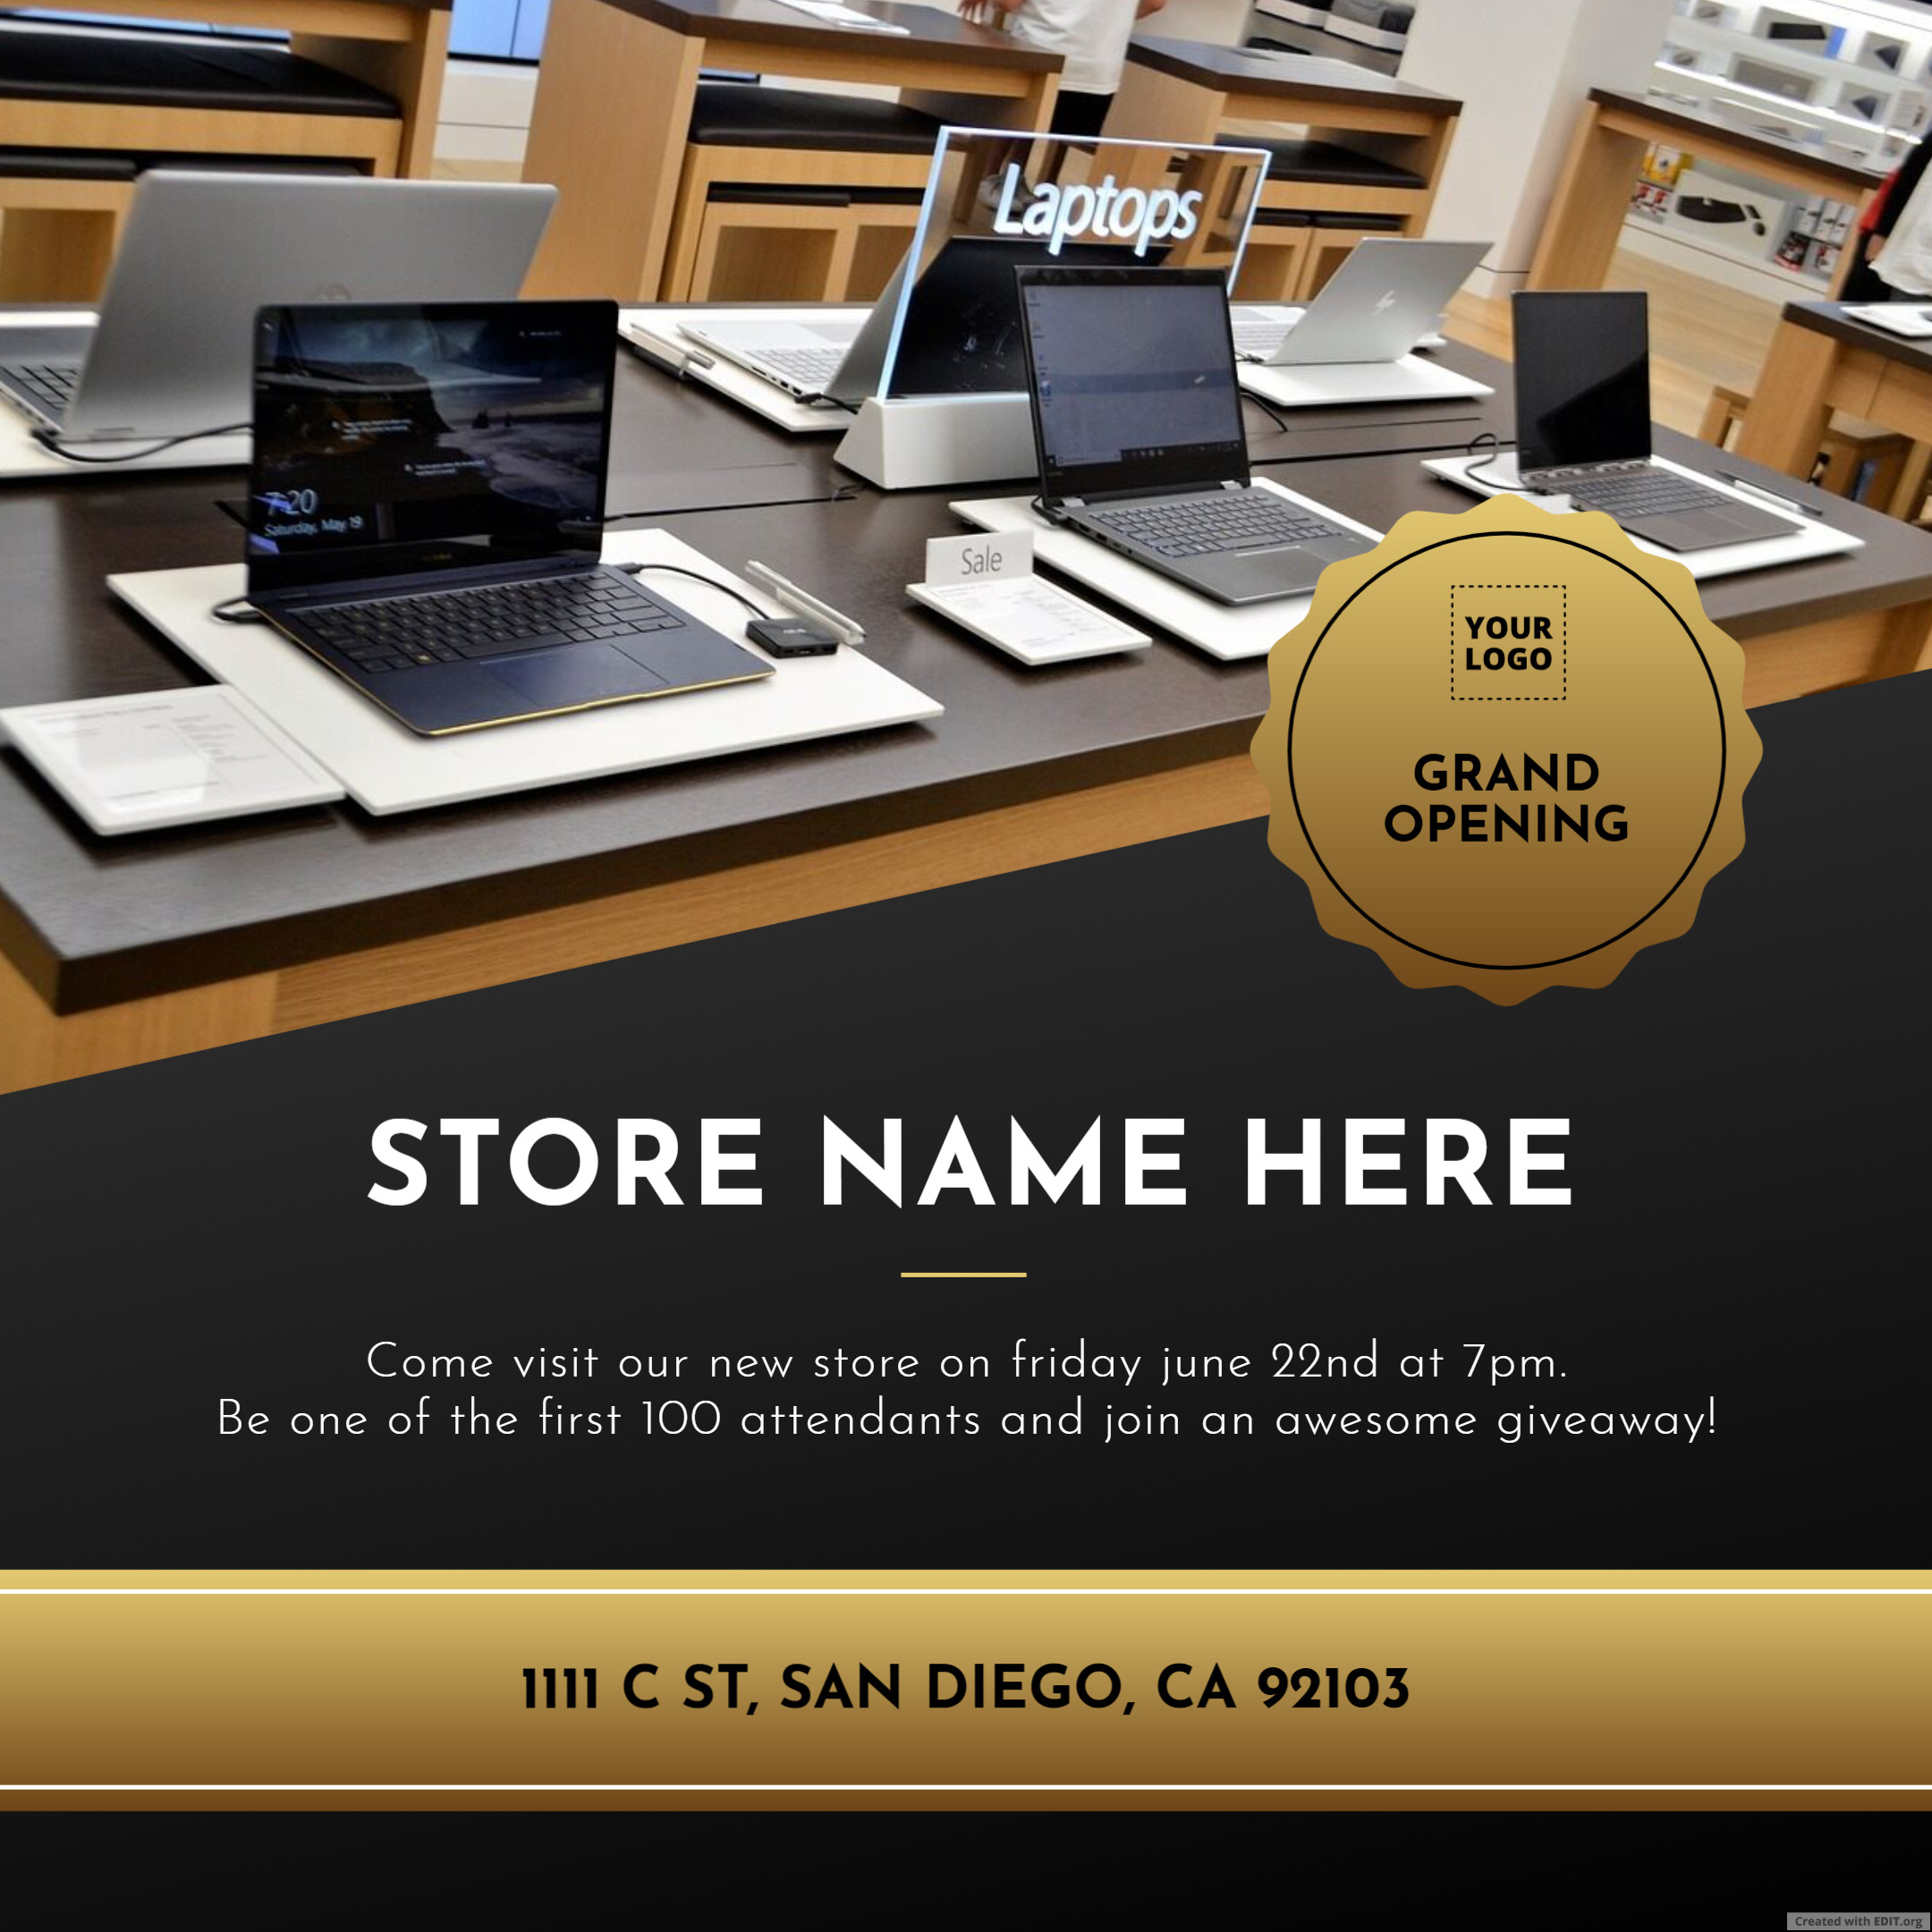 Laptops
7:20
Saturday, May 19
Sale
YOUR
LOGO
GRAND
OPENING
STORE NAME HERE
Come visit our new store on friday june 22nd at 7pm.
Be one of the first 100 attendants and join an awesome giveaway!
1111 C ST, SAN DIEGO, CA 92103
Created with EDIT.org